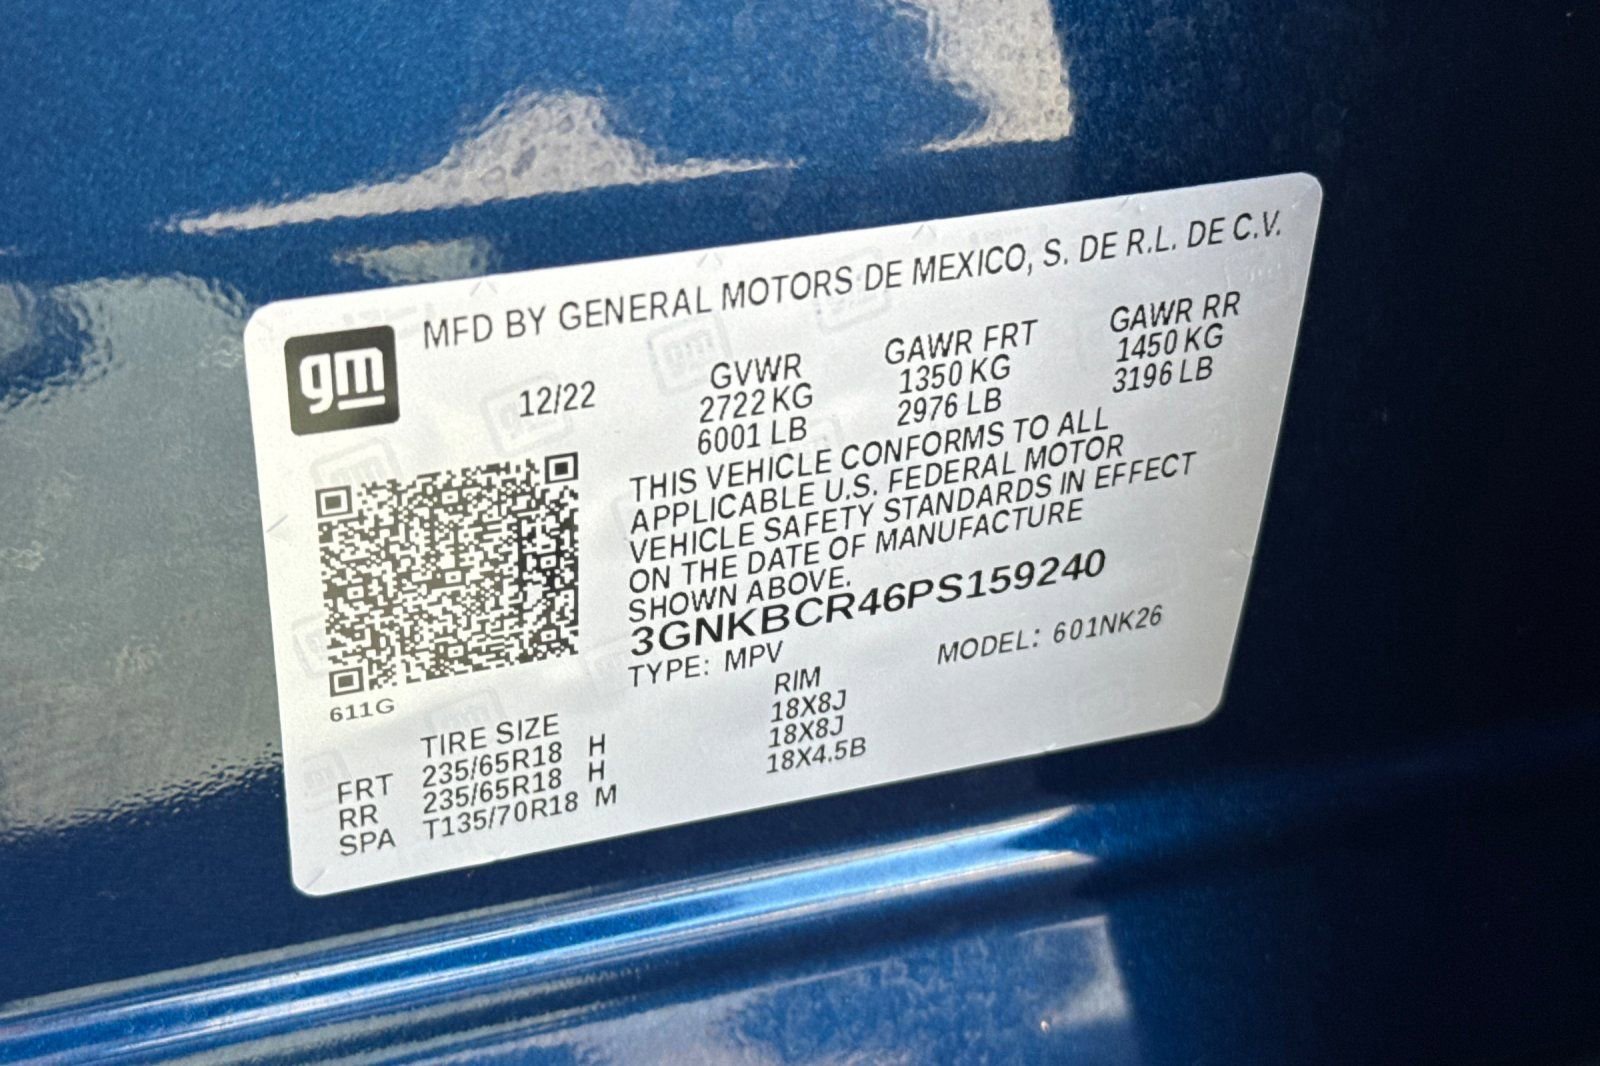 gm
MFD BY GENERAL MOTORS DE MEXICO, S. DE R.L. DE C.V.
12/22
GVWR GAWR FRT GAWR RR
2722 KG 1350 KG 1450 KG
6001 LB 2976 LB 3196 LB
THIS VEHICLE CONFORMS TO ALL
APPLICABLE U.S. FEDERAL MOTOR
VEHICLE SAFETY STANDARDS IN EFFECT
ON THE DATE OF MANUFACTURE
SHOWN ABOVE.
3GNKBCR46PS159240
TYPE: MPV MODEL: 601NK26
611G
TIRE SIZE RIM
FRT 235/65R18 H 18X8J
RR 235/65R18 H 18X8J
SPA T135/70R18 M 18X4.5B